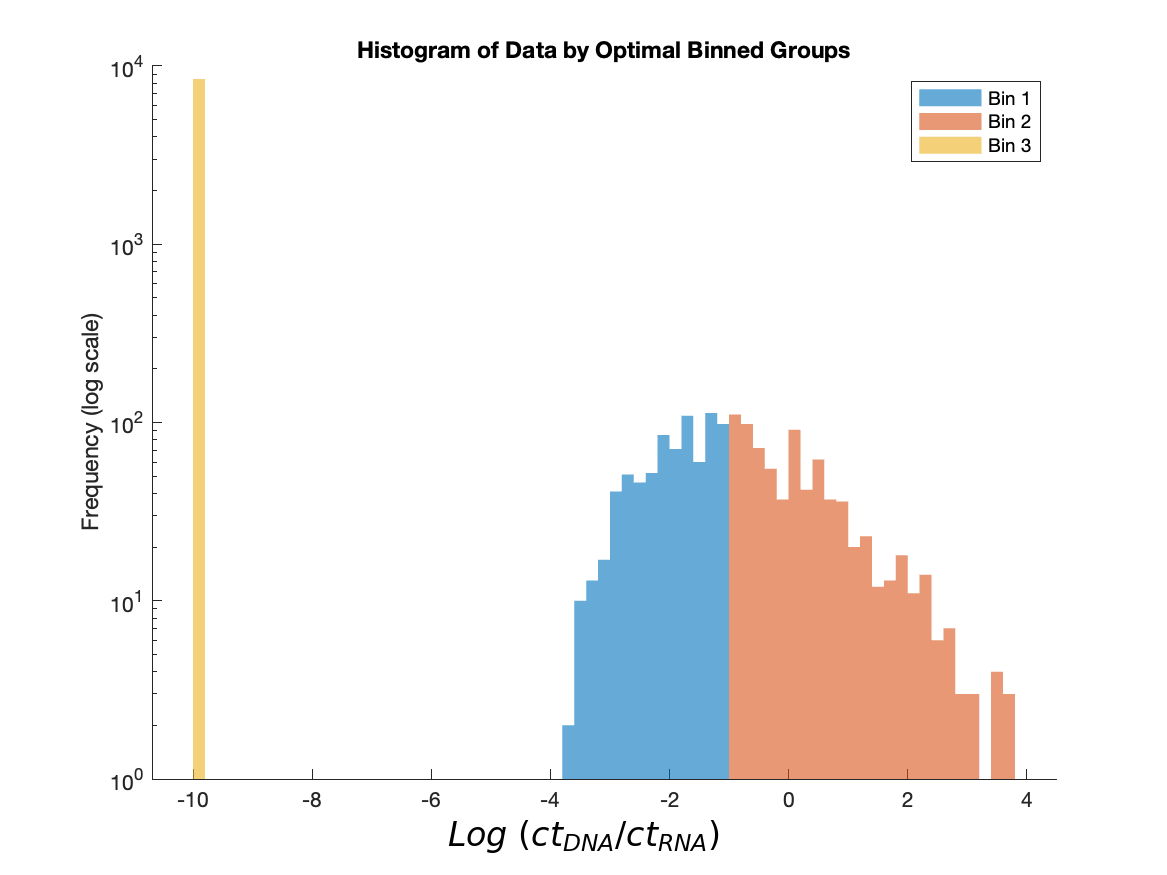 Histogram of Data by Optimal Binned Groups
10^4
10^3
10^2
10^1
10^0
Frequency (log scale)
Bin 1
Bin 2
Bin 3
-10 -8 -6 -4 -2 0 2 4
Log (ct_DNA/ct_RNA)